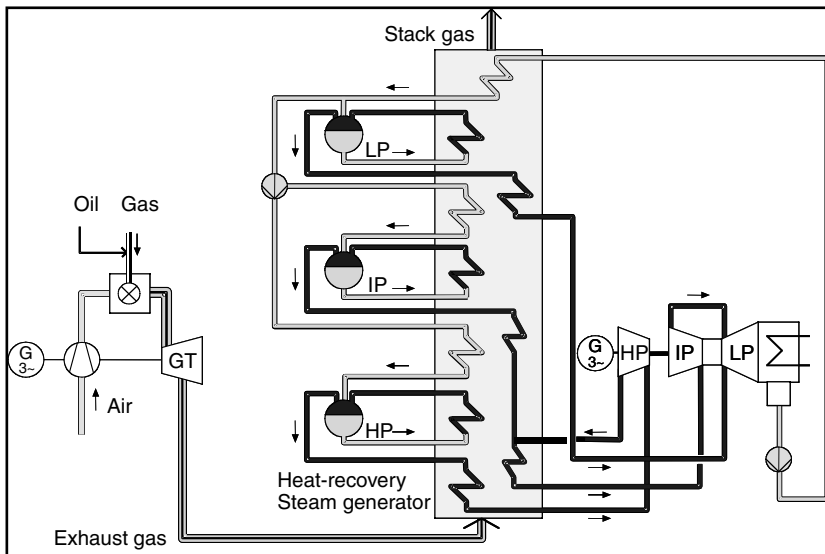 Stack gas
LP
Oil
Gas
IP
G
3~
GT
Air
G
3~
HP
IP
LP
HP
Heat-recovery
Steam generator
Exhaust gas